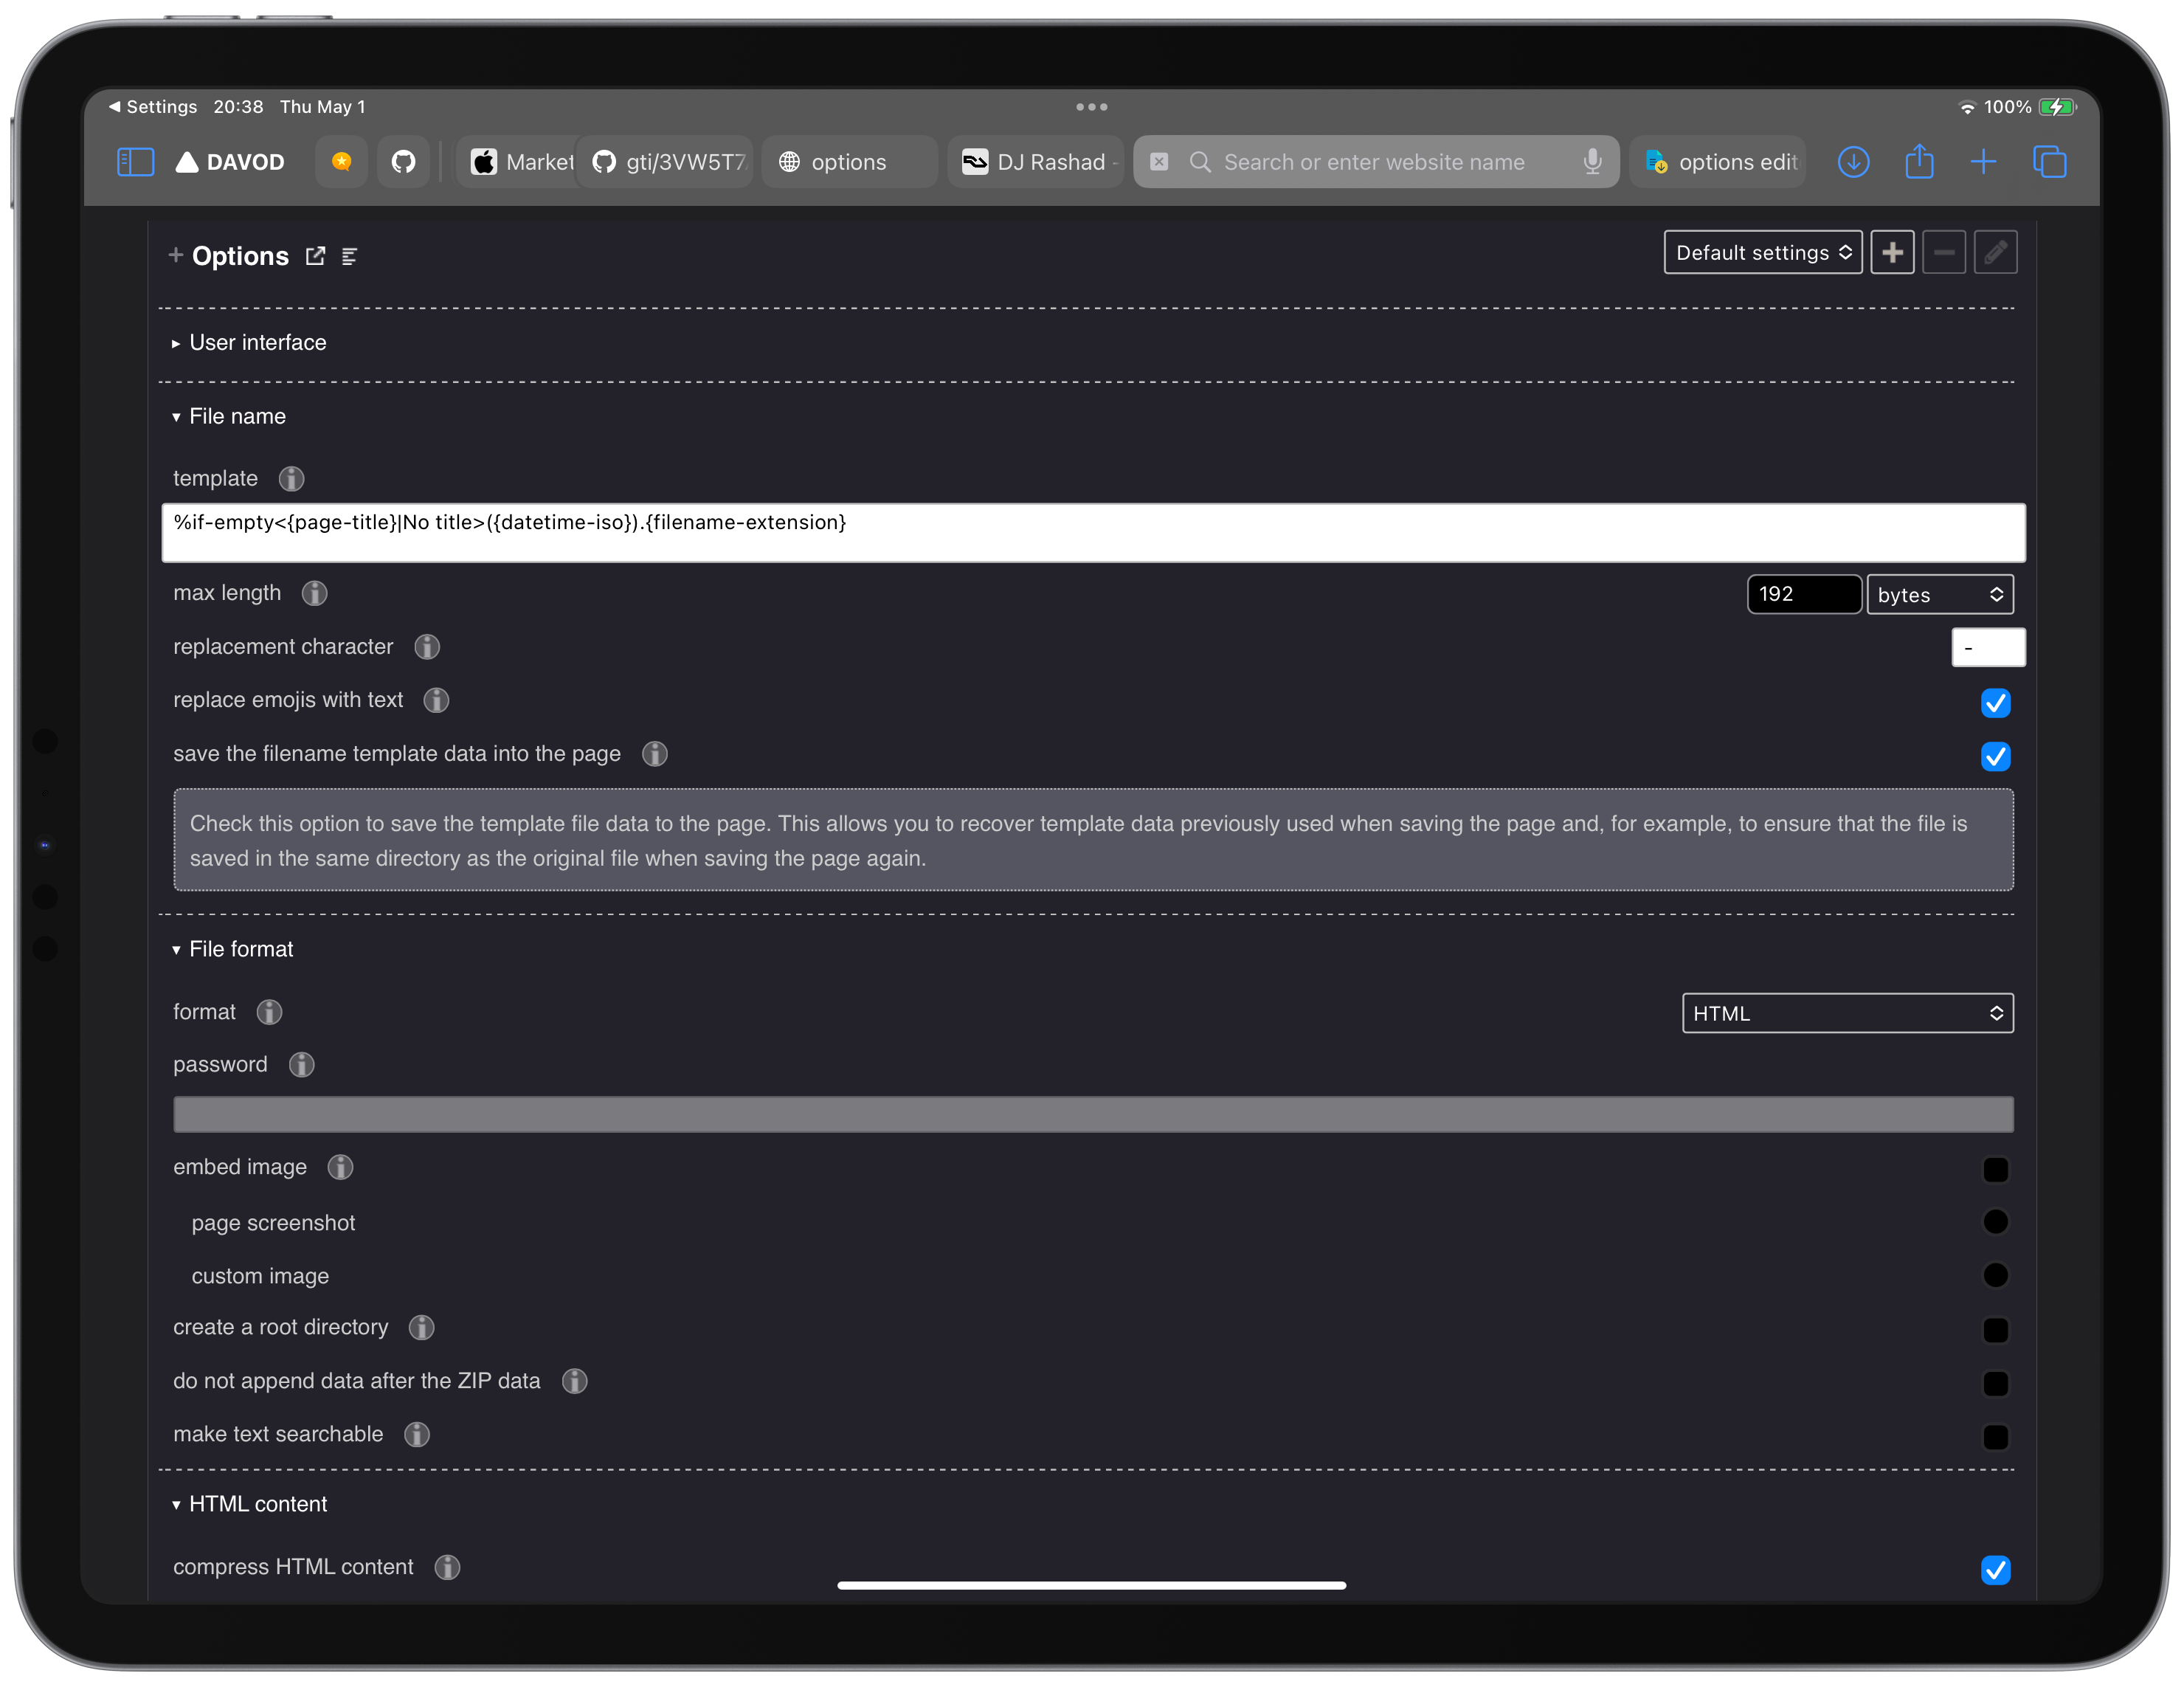 Settings 20:38 Thu May 1
100%
DAVOD
Market
gti/3VW5T7
options
DJ Rashad -
Search or enter website name
options edit
Options
Default settings
User interface
File name
template
%if-empty<{page-title}|No title>({datetime-iso}).{filename-extension}
max length
192
bytes
replacement character
-
replace emojis with text
save the filename template data into the page
Check this option to save the template file data to the page. This allows you to recover template data previously used when saving the page and, for example, to ensure that the file is
saved in the same directory as the original file when saving the page again.
File format
format
HTML
password
embed image
page screenshot
custom image
create a root directory
do not append data after the ZIP data
make text searchable
HTML content
compress HTML content